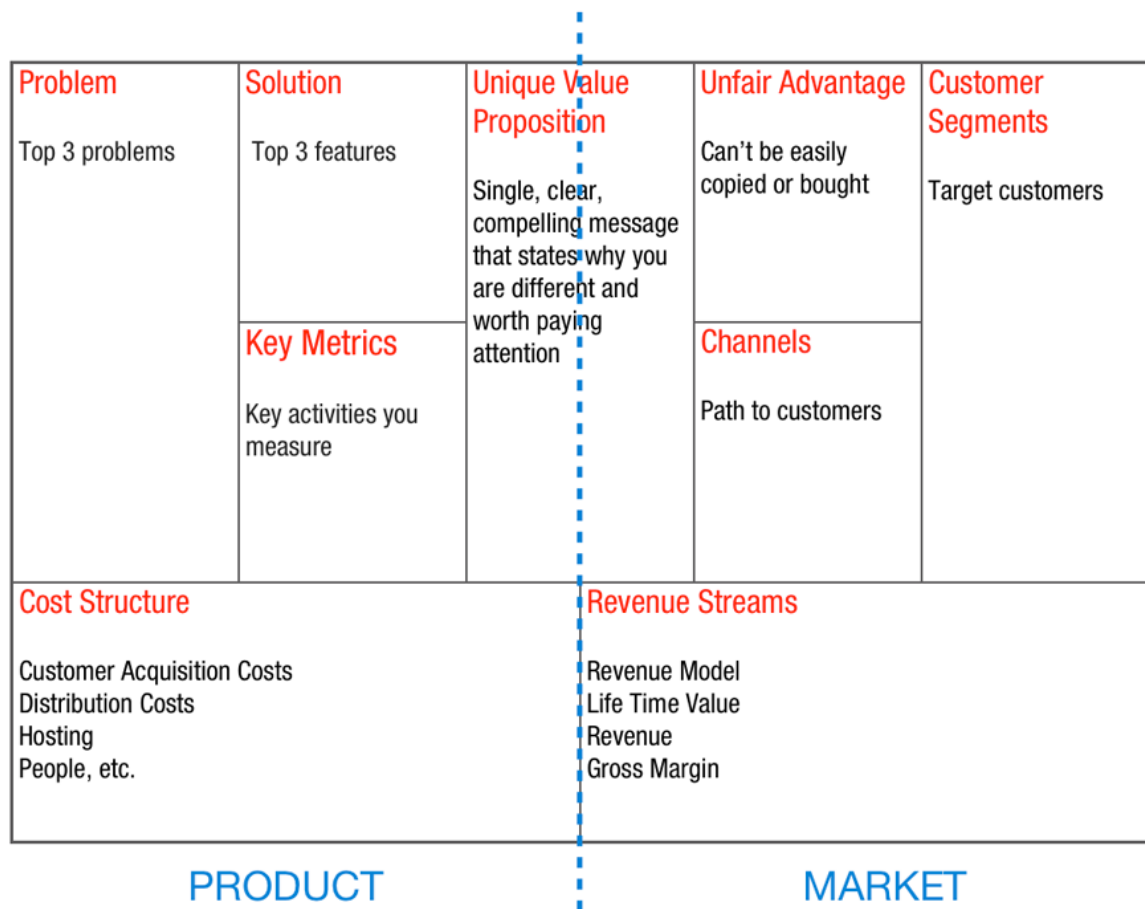 Problem
Top 3 problems
Solution
Top 3 features
Key Metrics
Key activities you
measure
Unique Value
Proposition
Single, clear,
compelling message
that states why you
are different and
worth paying
attention
Unfair Advantage
Can't be easily
copied or bought
Channels
Path to customers
Customer
Segments
Target customers
Cost Structure
Customer Acquisition Costs
Distribution Costs
Hosting
People, etc.
Revenue Streams
Revenue Model
Life Time Value
Revenue
Gross Margin
PRODUCT
MARKET